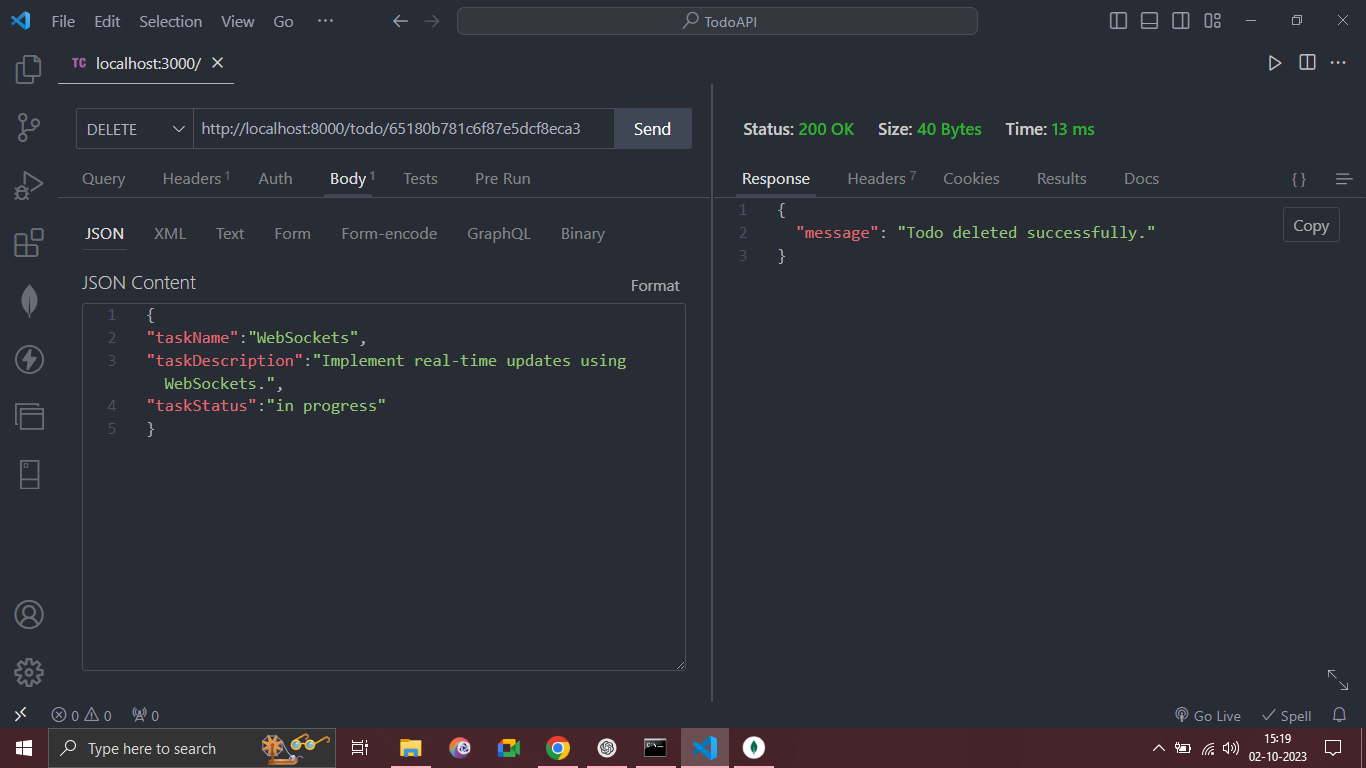 File Edit Selection View Go ··· TodoAPI
TC localhost:3000/
DELETE http://localhost:8000/todo/65180b781c6f87e5dcf8eca3 Send
Status: 200 OK Size: 40 Bytes Time: 13 ms
Query Headers 1 Auth Body 1 Tests Pre Run
Response Headers 7 Cookies Results Docs { }
JSON XML Text Form Form-encode GraphQL Binary
JSON Content
Format
1 {
2 "taskName":"WebSockets",
3 "taskDescription":"Implement real-time updates using
WebSockets.",
4 "taskStatus":"in progress"
5 }
1 {
2 "message": "Todo deleted successfully."
3 }
Copy
0 0 0 Go Live Spell
Type here to search
15:19
02-10-2023